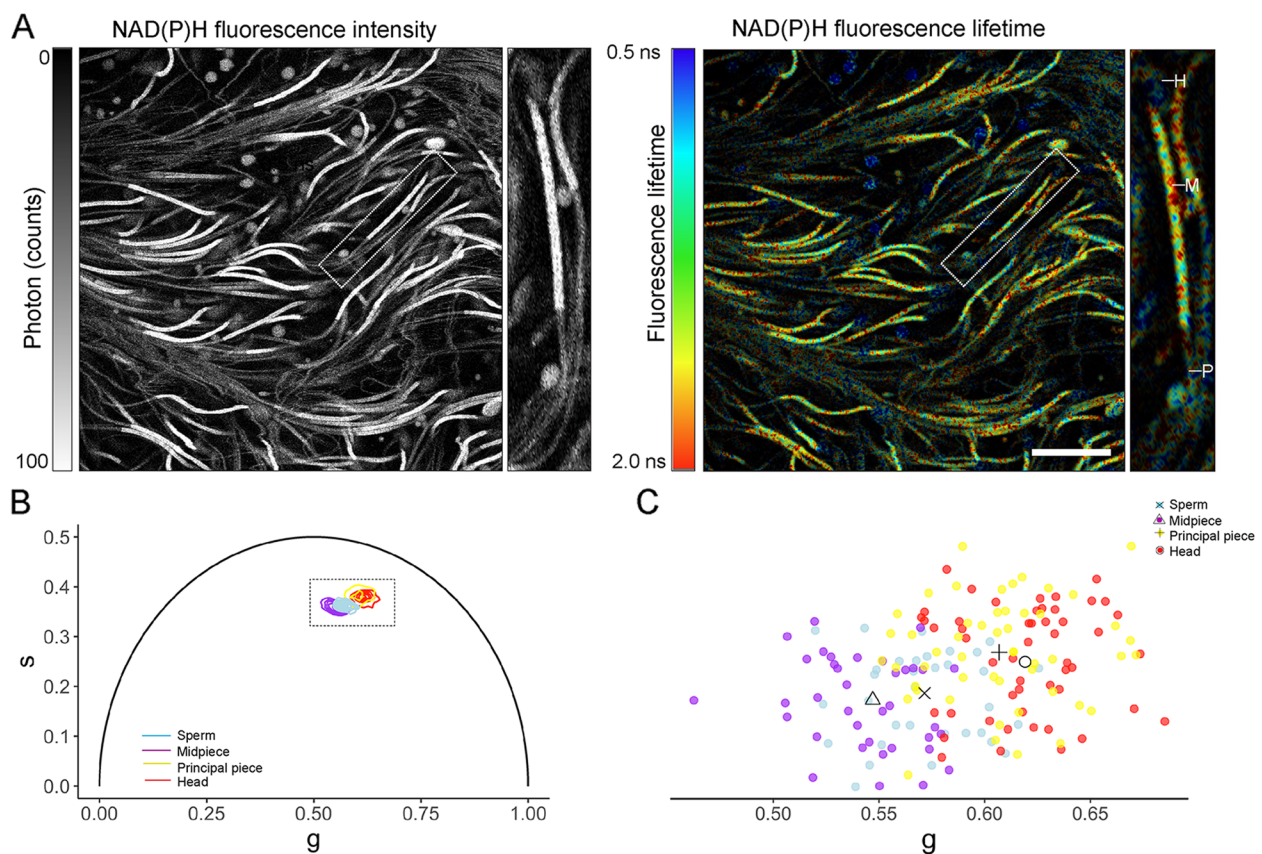 A
NAD(P)H fluorescence intensity
NAD(P)H fluorescence lifetime
0
Photon (counts)
100
0.5 ns
Fluorescence lifetime
2.0 ns
H
M
P
B
s
0.5
0.4
0.3
0.2
0.1
0.0
Sperm
Midpiece
Principal piece
Head
0.00 0.25 0.50 0.75 1.00
g
C
Sperm
Midpiece
Principal piece
Head
0.50 0.55 0.60 0.65
g